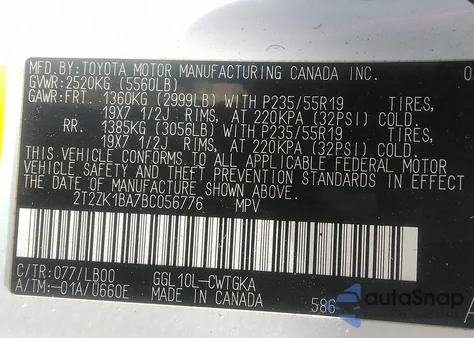 MFD.BY:TOYOTA MOTOR MANUFACTURING CANADA INC.
GVWR:2520KG (5560LB)
GAWR:FRT. 1360KG (2999LB) WITH P235/55R19 TIRES,
19X7 1/2J RIMS, AT 220KPA (32PSI) COLD.
RR. 1385KG (3056LB) WITH P235/55R19 TIRES,
19X7 1/2J RIMS, AT 220KPA (32PSI) COLD.
THIS VEHICLE CONFORMS TO ALL APPLICABLE FEDERAL MOTOR
VEHICLE SAFETY AND THEFT PREVENTION STANDARDS IN EFFECT
ON THE DATE OF MANUFACTURE SHOWN ABOVE.
2T2ZK1BA7BC056776 MPV
C/TR:077/LB00 GGL10L-CWTGKA
A/TM:-01A/U660E MADE IN CANADA 586
autoSnap